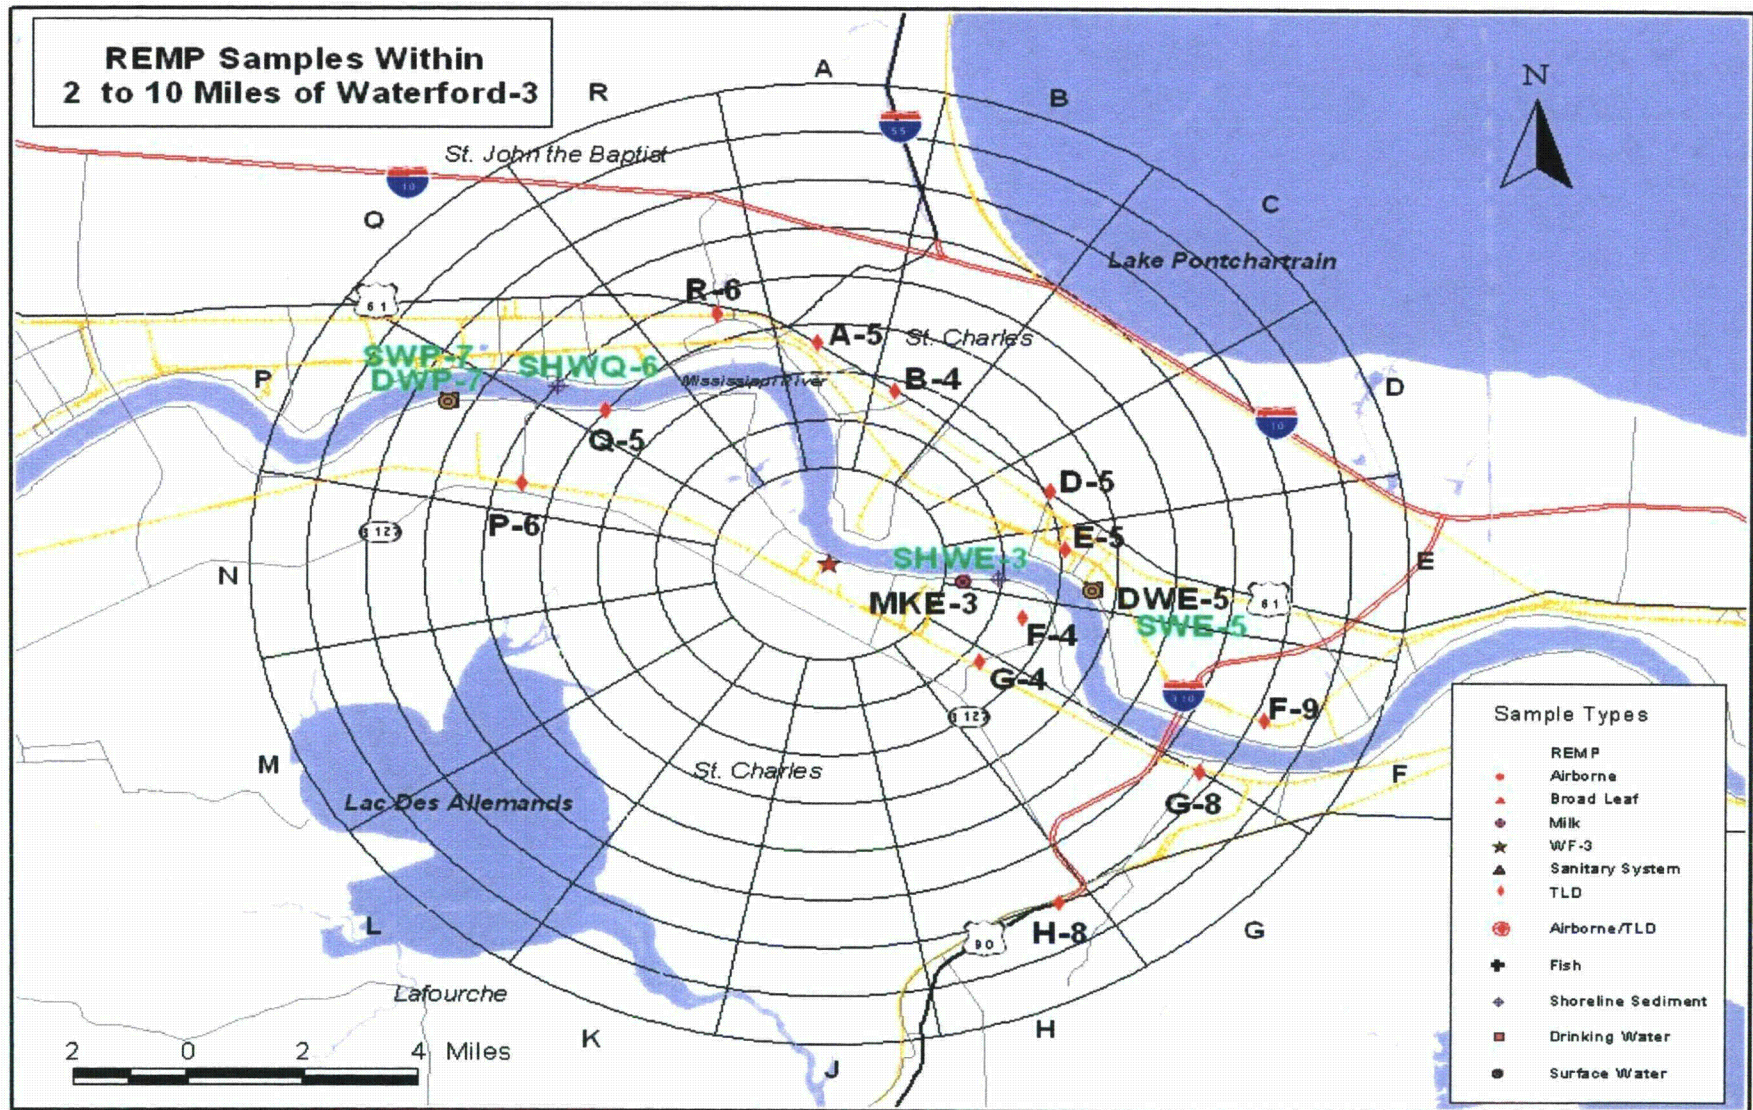 REMP Samples Within
2 to 10 Miles of Waterford-3
A
R
B
N
55
St. John the Baptist
10
Q
C
Lake Pontchartrain
R-6
61
A-5
St. Charles
SWP-7
SHWQ-6
DWP-7
P
Mississippi River
B-4
D
10
Q-5
D-5
P-6
E-5
SHWE-3
E
N
MKE-3
DWE-5
SWE-5
61
F-4
G-4
310
F-9
M
St. Charles
F
Lac Des Allemands
G-8
L
H-8
90
G
Lafourche
K
H
J
2 0 2 4 Miles
Sample Types
REMP
Airborne
Broad Leaf
Milk
WF-3
Sanitary System
TLD
Airborne/TLD
Fish
Shoreline Sediment
Drinking Water
Surface Water